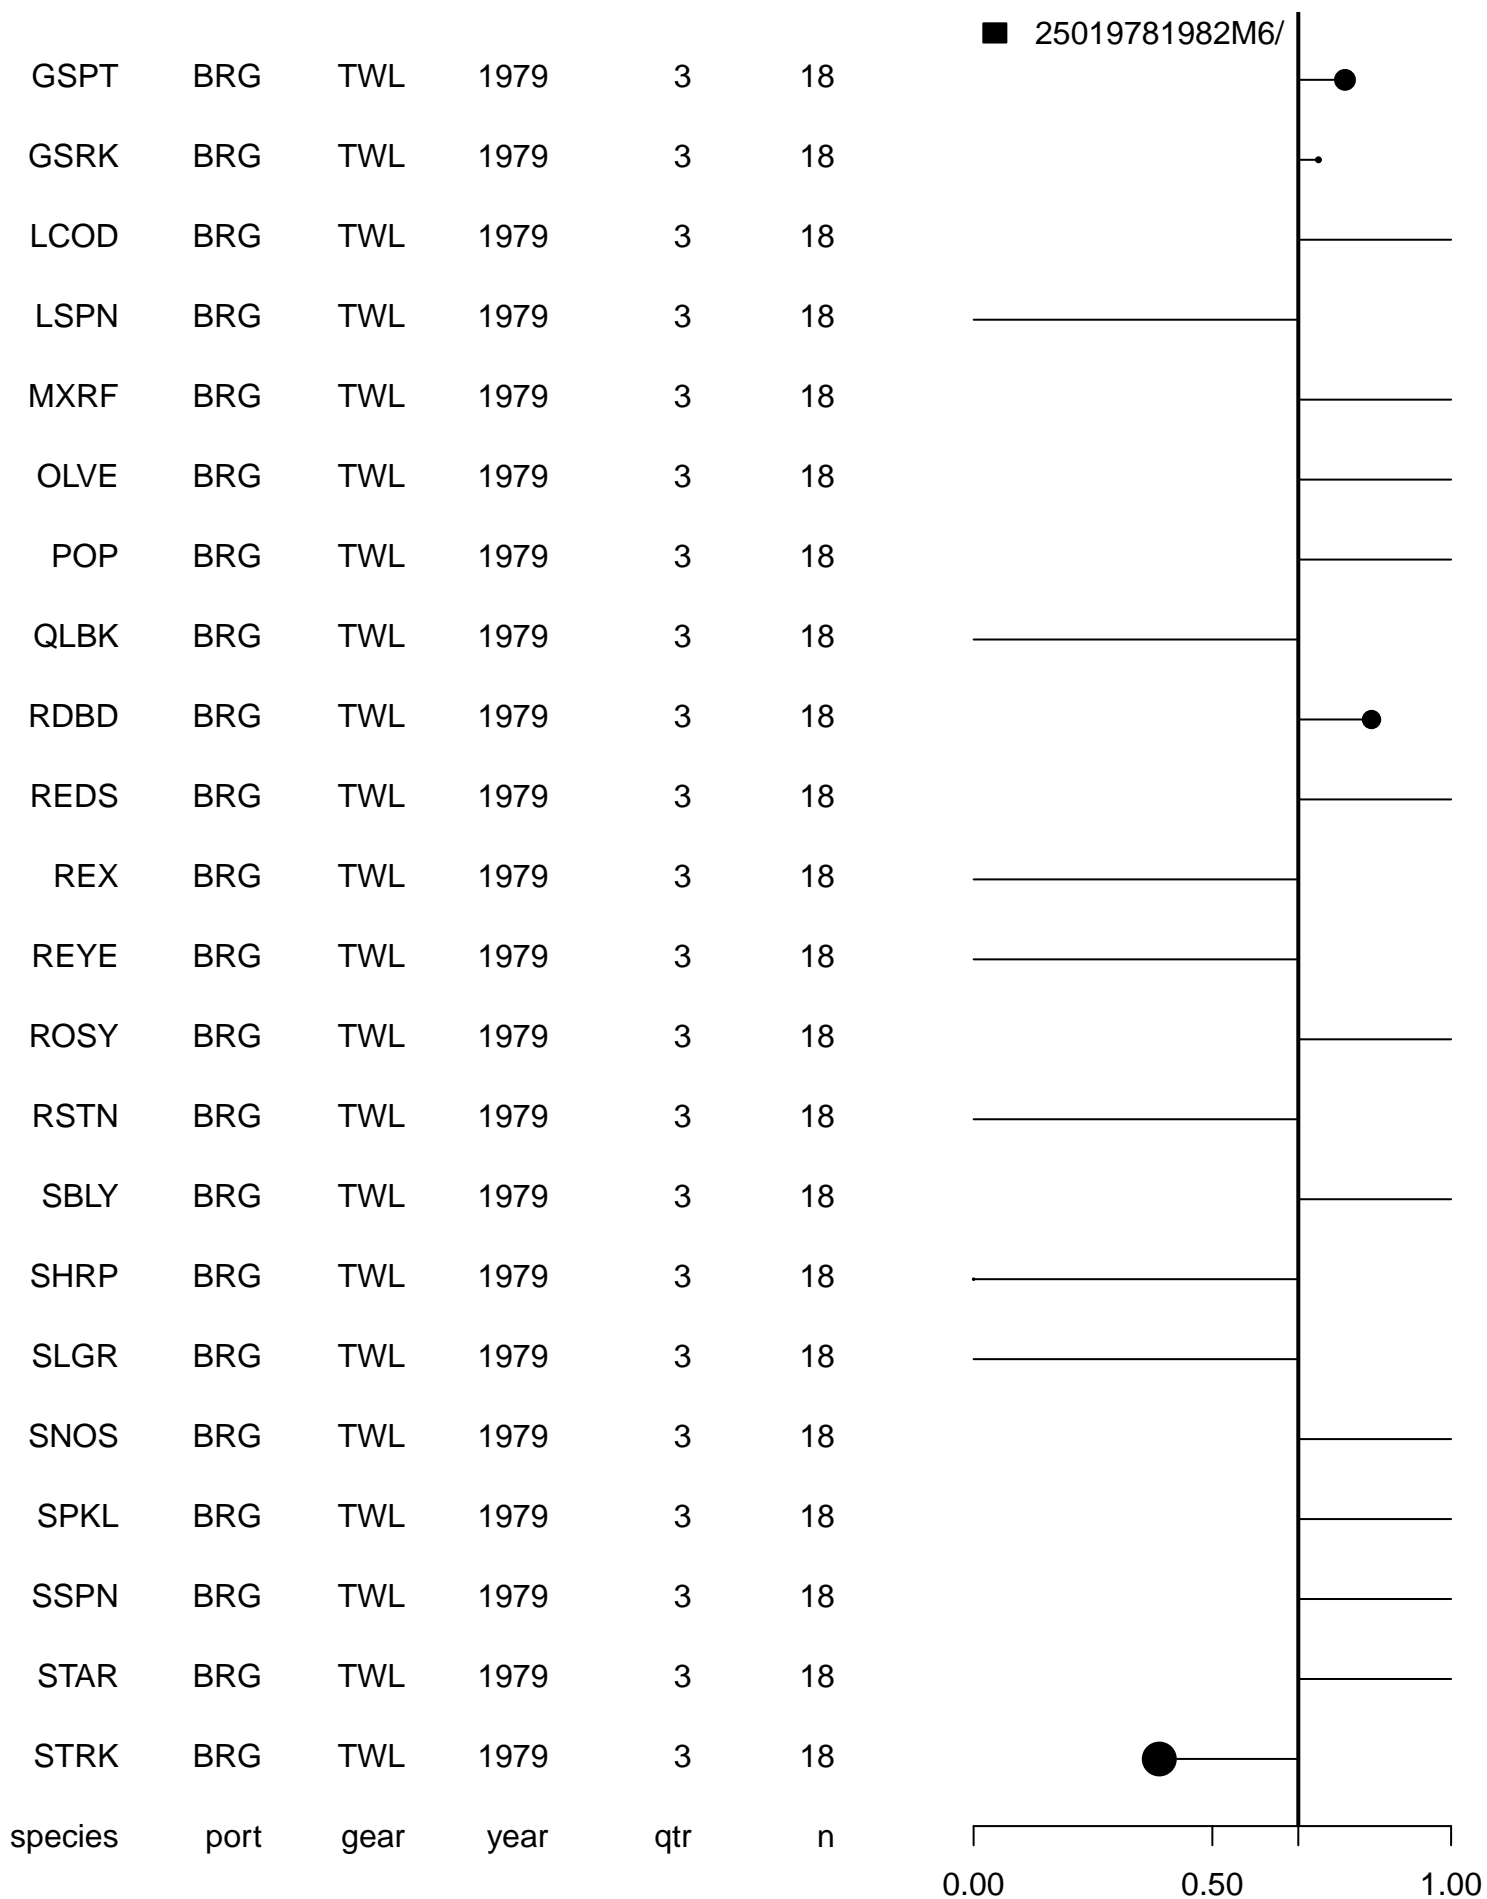 25019781982M6/
GSPT BRG TWL 1979 3 18
GSRK BRG TWL 1979 3 18
LCOD BRG TWL 1979 3 18
LSPN BRG TWL 1979 3 18
MXRF BRG TWL 1979 3 18
OLVE BRG TWL 1979 3 18
POP BRG TWL 1979 3 18
QLBK BRG TWL 1979 3 18
RDBD BRG TWL 1979 3 18
REDS BRG TWL 1979 3 18
REX BRG TWL 1979 3 18
REYE BRG TWL 1979 3 18
ROSY BRG TWL 1979 3 18
RSTN BRG TWL 1979 3 18
SBLY BRG TWL 1979 3 18
SHRP BRG TWL 1979 3 18
SLGR BRG TWL 1979 3 18
SNOS BRG TWL 1979 3 18
SPKL BRG TWL 1979 3 18
SSPN BRG TWL 1979 3 18
STAR BRG TWL 1979 3 18
STRK BRG TWL 1979 3 18
species port gear year qtr n
0.00 0.50 1.00